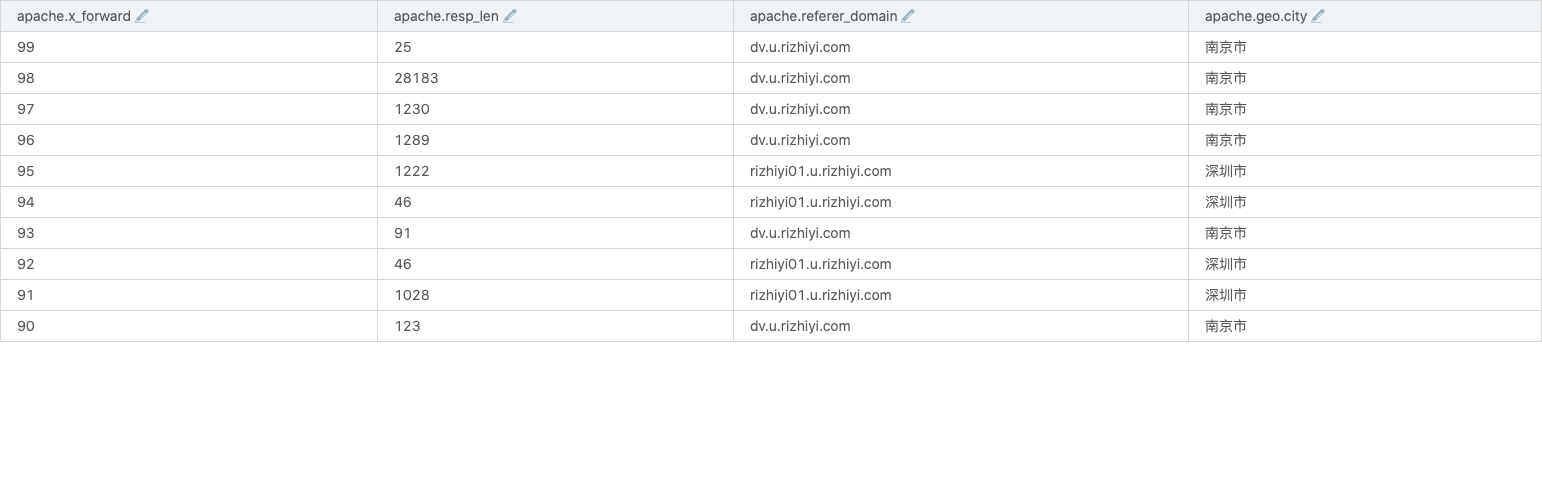 apache.x_forward apache.resp_len apache.referer_domain apache.geo.city
99 25 dv.u.rizhiyi.com 南京市
98 28183 dv.u.rizhiyi.com 南京市
97 1230 dv.u.rizhiyi.com 南京市
96 1289 dv.u.rizhiyi.com 南京市
95 1222 rizhiyi01.u.rizhiyi.com 深圳市
94 46 rizhiyi01.u.rizhiyi.com 深圳市
93 91 dv.u.rizhiyi.com 南京市
92 46 rizhiyi01.u.rizhiyi.com 深圳市
91 1028 rizhiyi01.u.rizhiyi.com 深圳市
90 123 dv.u.rizhiyi.com 南京市